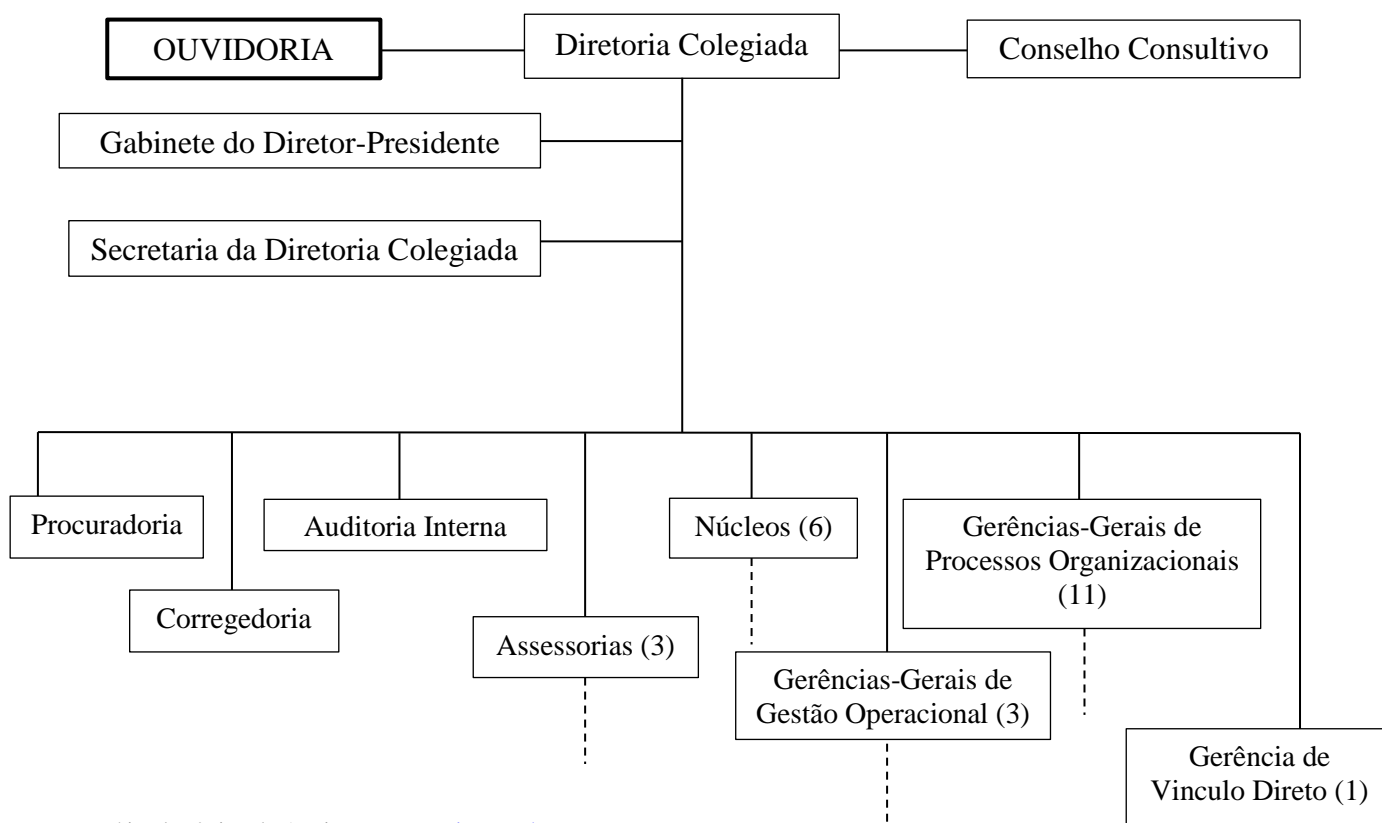 OUVIDORIA
Diretoria Colegiada
Conselho Consultivo
Gabinete do Diretor-Presidente
Secretaria da Diretoria Colegiada
Procuradoria
Corregedoria
Auditoria Interna
Assessorias (3)
Núcleos (6)
Gerências-Gerais de
Gestão Operacional (3)
Gerências-Gerais de
Processos Organizacionais
(11)
Gerência de
Vinculo Direto (1)